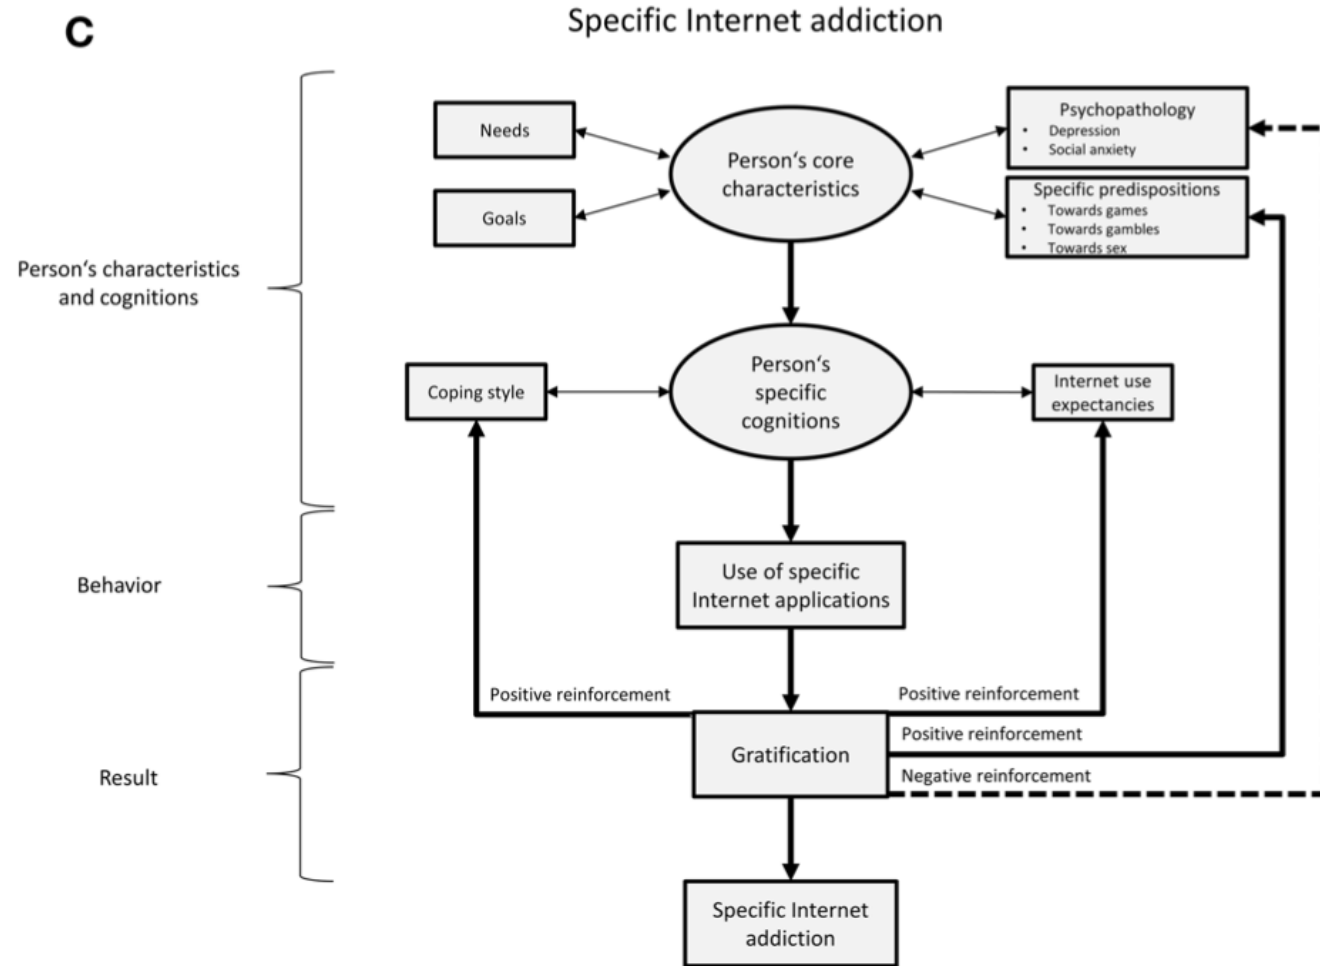 C
Specific Internet addiction
Needs
Goals
Person‘s core
characteristics
Psychopathology
• Depression
• Social anxiety
Specific predispositions
• Towards games
• Towards gambles
• Towards sex
Person‘s characteristics
and cognitions
Coping style
Person‘s
specific
cognitions
Internet use
expectancies
Behavior
Use of specific
Internet applications
Positive reinforcement
Positive reinforcement
Positive reinforcement
Negative reinforcement
Result
Gratification
Specific Internet
addiction